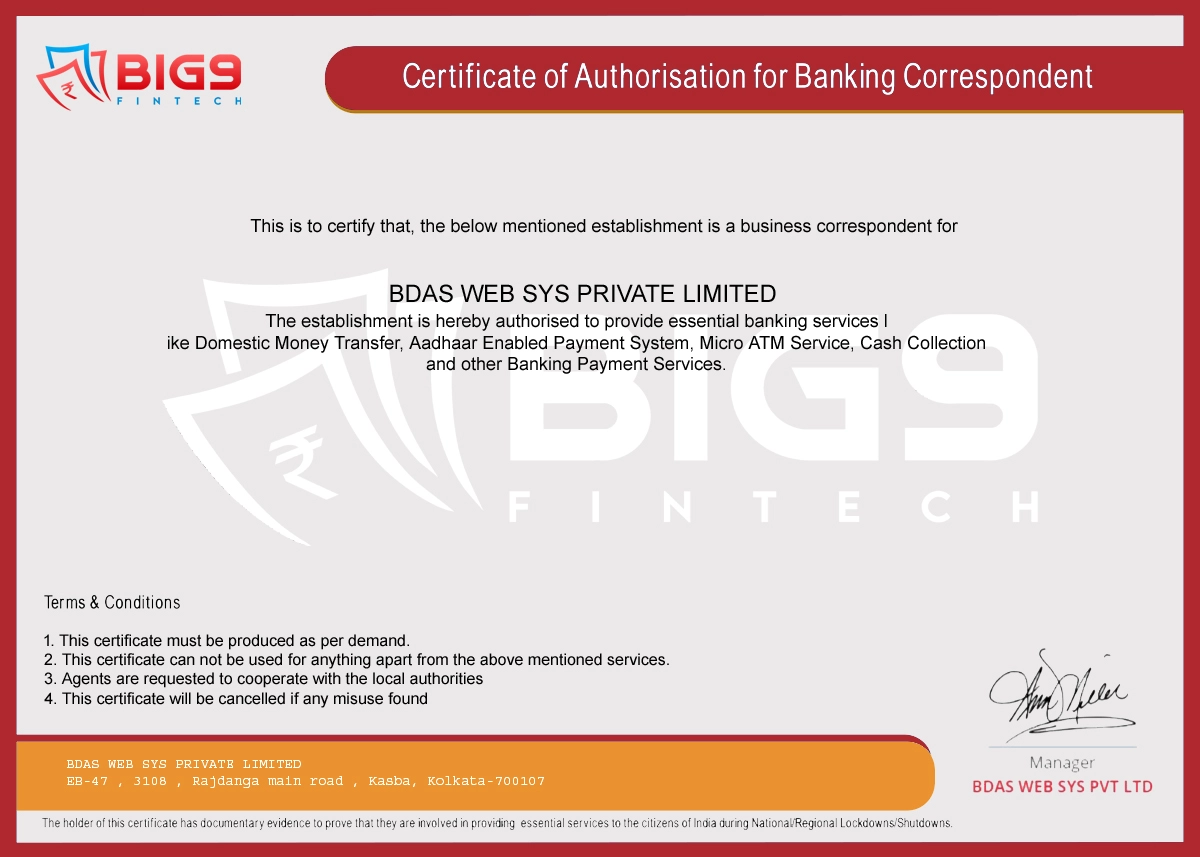 BIG9
FINTECH
Certificate of Authorisation for Banking Correspondent
This is to certify that, the below mentioned establishment is a business correspondent for
BDAS WEB SYS PRIVATE LIMITED
The establishment is hereby authorised to provide essential banking services l
ike Domestic Money Transfer, Aadhaar Enabled Payment System, Micro ATM Service, Cash Collection
and other Banking Payment Services.
BIG9
FINTECH
Terms & Conditions
1. This certificate must be produced as per demand.
2. This certificate can not be used for anything apart from the above mentioned services.
3. Agents are requested to cooperate with the local authorities
4. This certificate will be cancelled if any misuse found
Manager
BDAS WEB SYS PVT LTD
BDAS WEB SYS PRIVATE LIMITED
EB-47 , 3108 , Rajdanga main road , Kasba, Kolkata-700107
The holder of this certificate has documentary evidence to prove that they are involved in providing essential services to the citizens of India during National/Regional Lockdowns/Shutdowns.